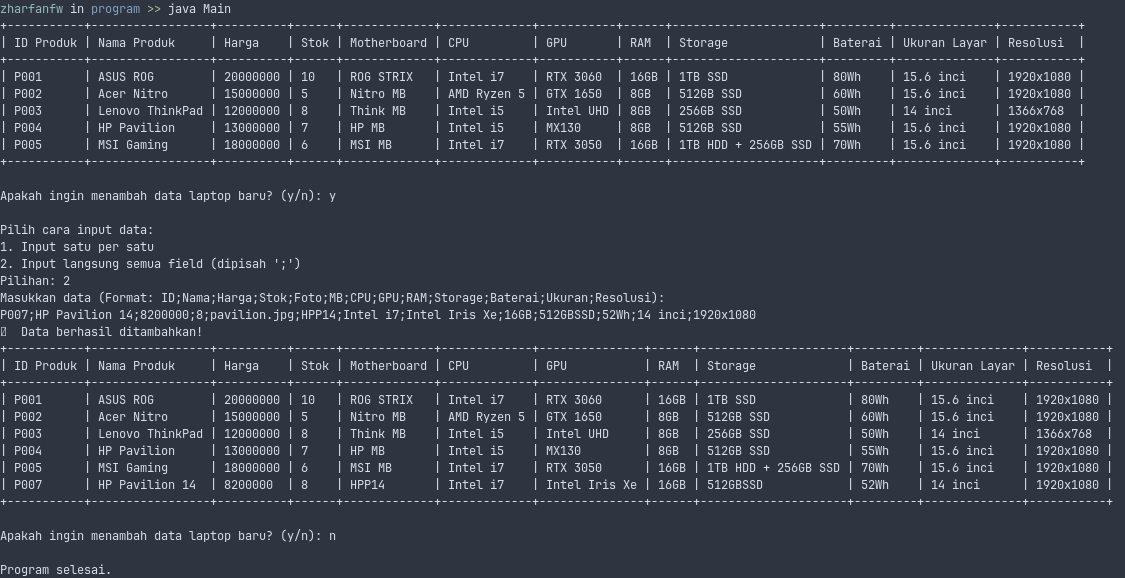 zharfanfw in program >> java Main
+-----------+-----------------+----------+------+-------------+-------------+-----------+------+---------------------+---------+--------------+-----------+
| ID Produk | Nama Produk     | Harga    | Stok | Motherboard | CPU         | GPU       | RAM  | Storage             | Baterai | Ukuran Layar | Resolusi  |
+-----------+-----------------+----------+------+-------------+-------------+-----------+------+---------------------+---------+--------------+-----------+
| P001      | ASUS ROG        | 20000000 | 10   | ROG STRIX   | Intel i7    | RTX 3060  | 16GB | 1TB SSD             | 80Wh    | 15.6 inci    | 1920x1080 |
| P002      | Acer Nitro      | 15000000 | 5    | Nitro MB    | AMD Ryzen 5 | GTX 1650  | 8GB  | 512GB SSD           | 60Wh    | 15.6 inci    | 1920x1080 |
| P003      | Lenovo ThinkPad | 12000000 | 8    | Think MB    | Intel i5    | Intel UHD | 8GB  | 256GB SSD           | 50Wh    | 14 inci      | 1366x768  |
| P004      | HP Pavilion     | 13000000 | 7    | HP MB       | Intel i5    | MX130     | 8GB  | 512GB SSD           | 55Wh    | 15.6 inci    | 1920x1080 |
| P005      | MSI Gaming      | 18000000 | 6    | MSI MB      | Intel i7    | RTX 3050  | 16GB | 1TB HDD + 256GB SSD | 70Wh    | 15.6 inci    | 1920x1080 |
+-----------+-----------------+----------+------+-------------+-------------+-----------+------+---------------------+---------+--------------+-----------+
Apakah ingin menambah data laptop baru? (y/n): y
Pilih cara input data:
1. Input satu per satu
2. Input langsung semua field (dipisah ';')
Pilihan: 2
Masukkan data (Format: ID;Nama;Harga;Stok;Foto;MB;CPU;GPU;RAM;Storage;Baterai;Ukuran;Resolusi):
P007;HP Pavilion 14;8200000;8;pavilion.jpg;HPP14;Intel i7;Intel Iris Xe;16GB;512GBSSD;52Wh;14 inci;1920x1080
Data berhasil ditambahkan!
+-----------+-----------------+----------+------+-------------+-------------+---------------+------+---------------------+---------+--------------+-----------+
| ID Produk | Nama Produk     | Harga    | Stok | Motherboard | CPU         | GPU           | RAM  | Storage             | Baterai | Ukuran Layar | Resolusi  |
+-----------+-----------------+----------+------+-------------+-------------+---------------+------+---------------------+---------+--------------+-----------+
| P001      | ASUS ROG        | 20000000 | 10   | ROG STRIX   | Intel i7    | RTX 3060      | 16GB | 1TB SSD             | 80Wh    | 15.6 inci    | 1920x1080 |
| P002      | Acer Nitro      | 15000000 | 5    | Nitro MB    | AMD Ryzen 5 | GTX 1650      | 8GB  | 512GB SSD           | 60Wh    | 15.6 inci    | 1920x1080 |
| P003      | Lenovo ThinkPad | 12000000 | 8    | Think MB    | Intel i5    | Intel UHD     | 8GB  | 256GB SSD           | 50Wh    | 14 inci      | 1366x768  |
| P004      | HP Pavilion     | 13000000 | 7    | HP MB       | Intel i5    | MX130         | 8GB  | 512GB SSD           | 55Wh    | 15.6 inci    | 1920x1080 |
| P005      | MSI Gaming      | 18000000 | 6    | MSI MB      | Intel i7    | RTX 3050      | 16GB | 1TB HDD + 256GB SSD | 70Wh    | 15.6 inci    | 1920x1080 |
| P007      | HP Pavilion 14  | 8200000  | 8    | HPP14       | Intel i7    | Intel Iris Xe | 16GB | 512GBSSD            | 52Wh    | 14 inci      | 1920x1080 |
+-----------+-----------------+----------+------+-------------+-------------+---------------+------+---------------------+---------+--------------+-----------+
Apakah ingin menambah data laptop baru? (y/n): n
Program selesai.